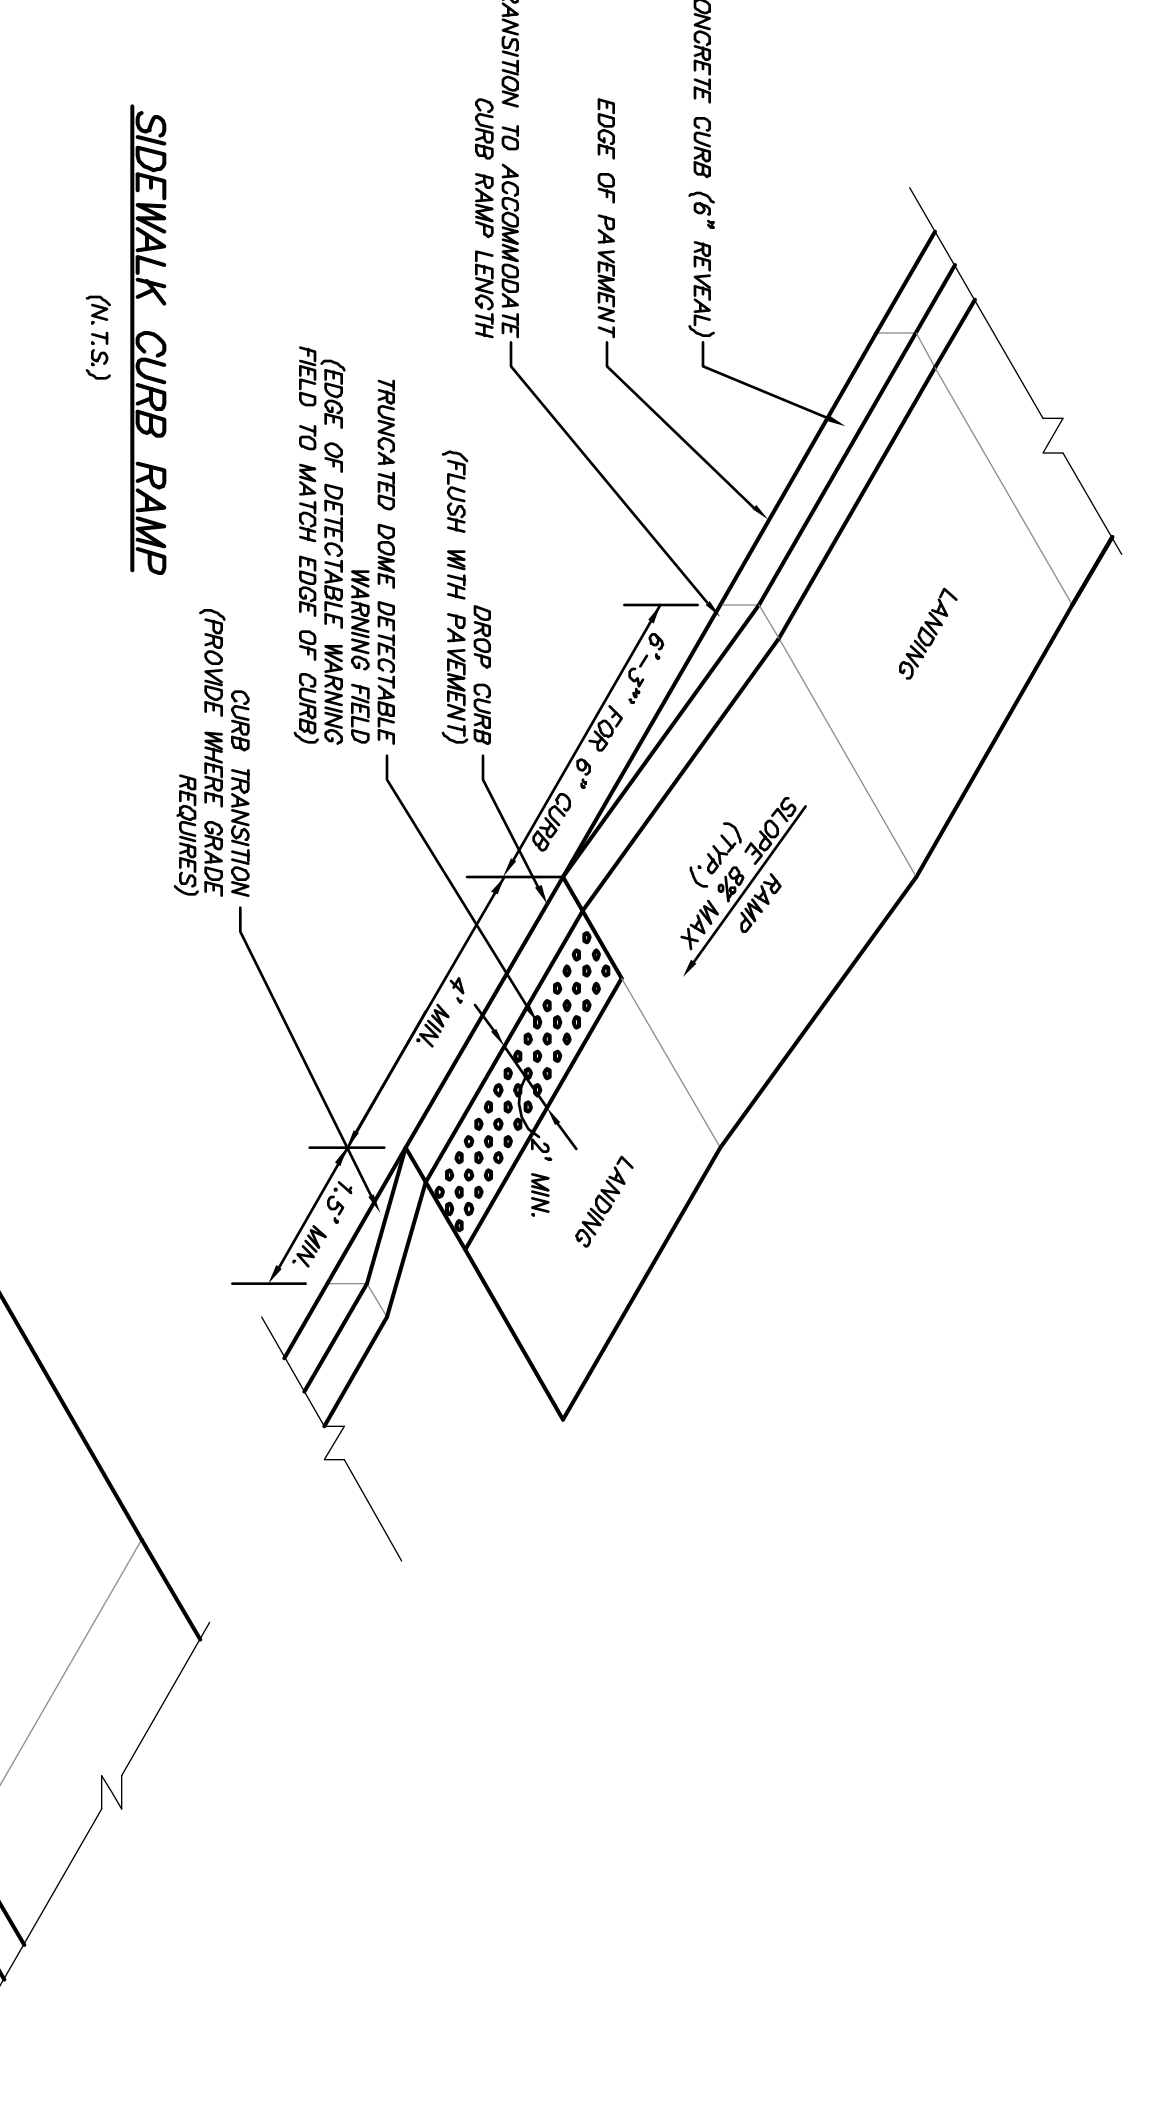 CURB (6" REVEAL)
EDGE OF PAVEMENT
TO ACCOMMODATE
CURB RAMP LENGTH
LANDING
6'-3" FOR 6" CURB
RAMP
SLOPE 8% MAX
(TYP.)
DROP CURB
(FLUSH WITH PAVEMENT)
TRUNCATED DOME DETECTABLE
WARNING FIELD
(EDGE OF DETECTABLE WARNING
FIELD TO MATCH EDGE OF CURB)
4' MIN.
2' MIN.
LANDING
CURB TRANSITION
(PROVIDE WHERE GRADE
REQUIRES)
1.5' MIN.
SIDEWALK CURB RAMP
(N.T.S.)